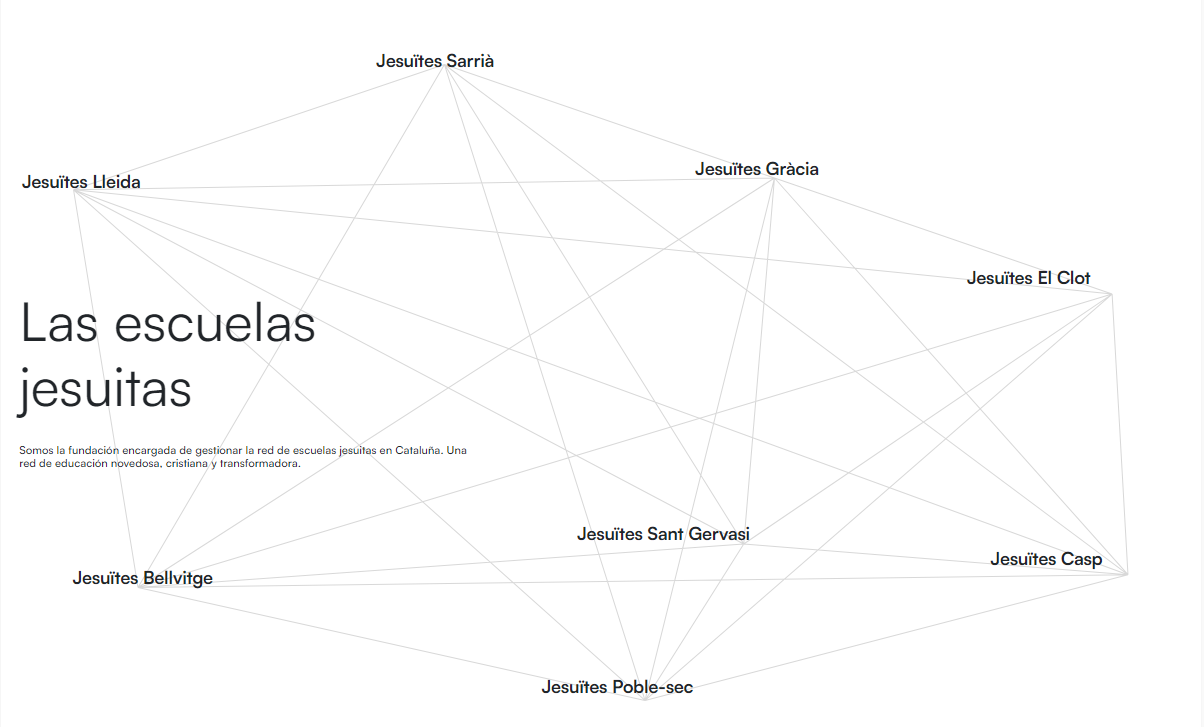 Jesuïtes Sarrià
Jesuïtes Gràcia
Jesuïtes Lleida
Jesuïtes El Clot
Las escuelas
jesuitas
Somos la fundación encargada de gestionar la red de escuelas jesuitas en Cataluña. Una
red de educación novedosa, cristiana y transformadora.
Jesuïtes Sant Gervasi
Jesuïtes Casp
Jesuïtes Bellvitge
Jesuïtes Poble-sec